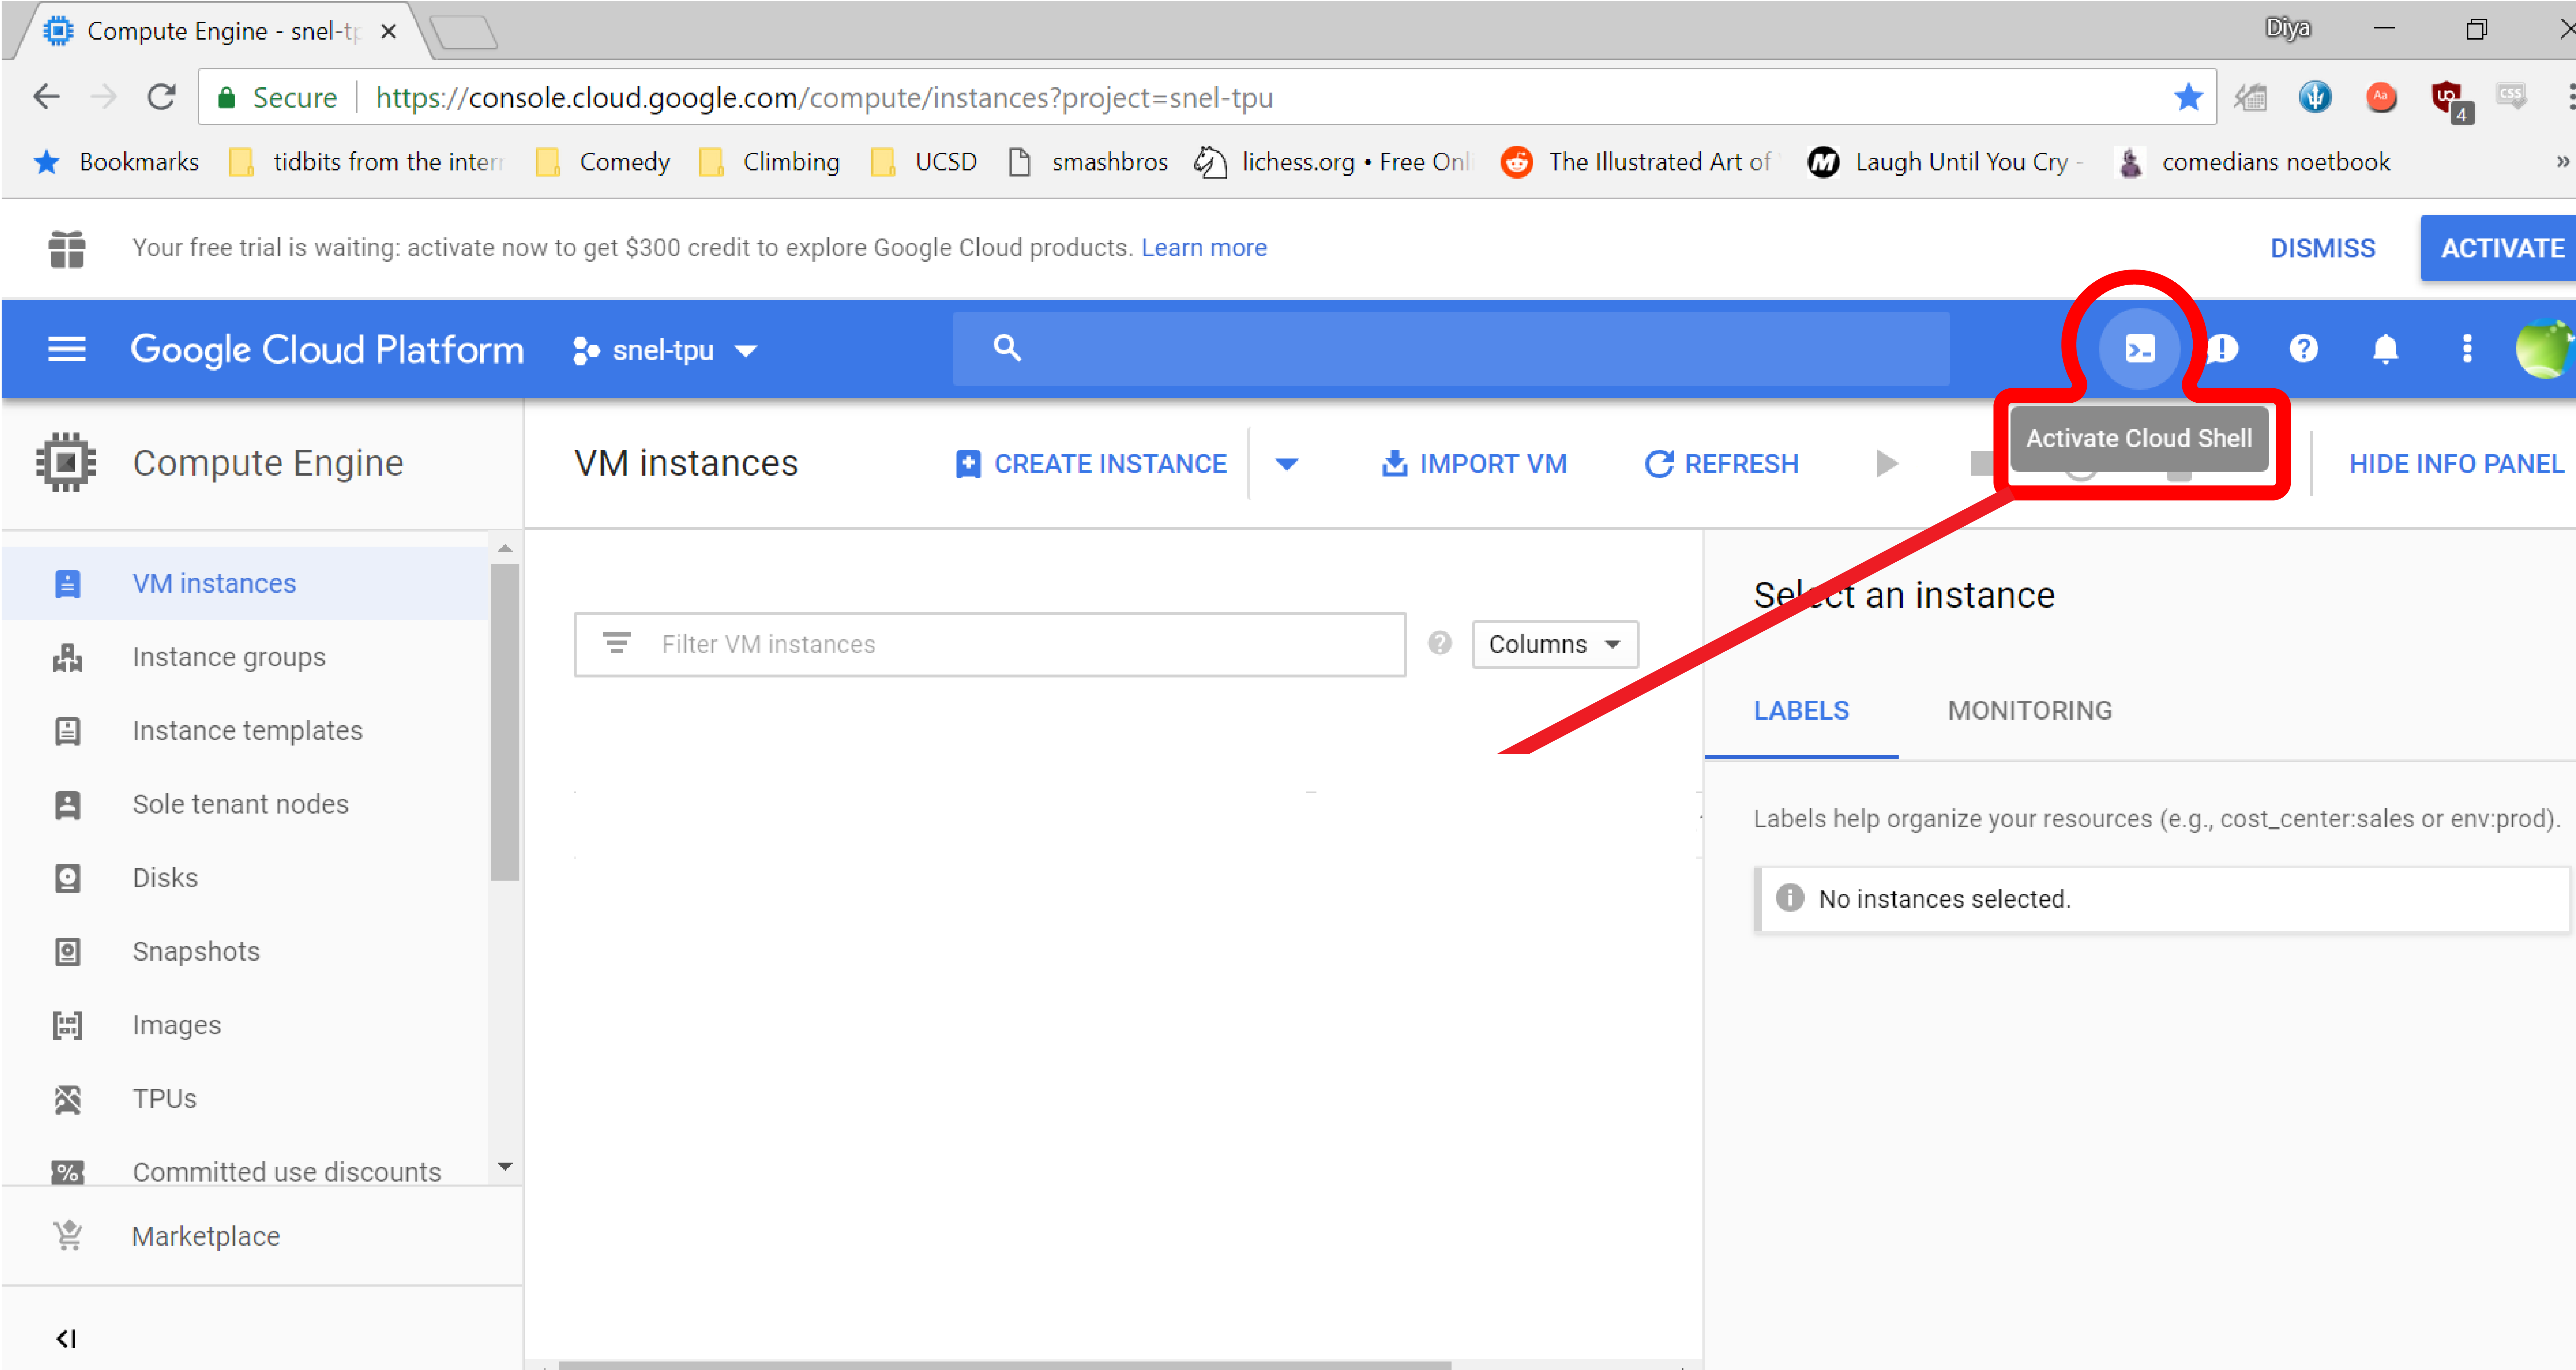 Compute Engine - snel-tp
Diya
Secure
https://console.cloud.google.com/compute/instances?project=snel-tpu
Aa
4
CSS
Bookmarks
tidbits from the intern
Comedy
Climbing
UCSD
smashbros
lichess.org • Free Onli
The Illustrated Art of
Laugh Until You Cry -
comedians noetbook
»
Your free trial is waiting: activate now to get $300 credit to explore Google Cloud products. Learn more
DISMISS
ACTIVATE
Google Cloud Platform
snel-tpu
Activate Cloud Shell
Compute Engine
VM instances
CREATE INSTANCE
IMPORT VM
REFRESH
HIDE INFO PANEL
VM instances
Instance groups
Instance templates
Sole tenant nodes
Disks
Snapshots
Images
TPUs
Committed use discounts
Marketplace
Filter VM instances
Columns
Select an instance
LABELS
MONITORING
Labels help organize your resources (e.g., cost_center:sales or env:prod).
No instances selected.